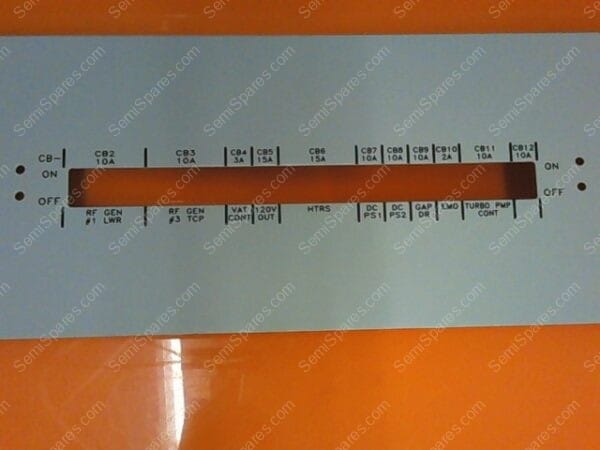 CB- CB2 CB3 CB4 CB5 CB6 CB7 CB8 CB9 CB10 CB11 CB12
10A 10A 3A 15A 15A 10A 10A 10A 2A 10A 10A
ON ON
OFF OFF
RF GEN RF GEN VAT 120V HTRS DC DC GAP EMO TURBO PMP
#1 LWR #3 TCP CONT OUT PS1 PS2 DR CONT
SemiSpares.com